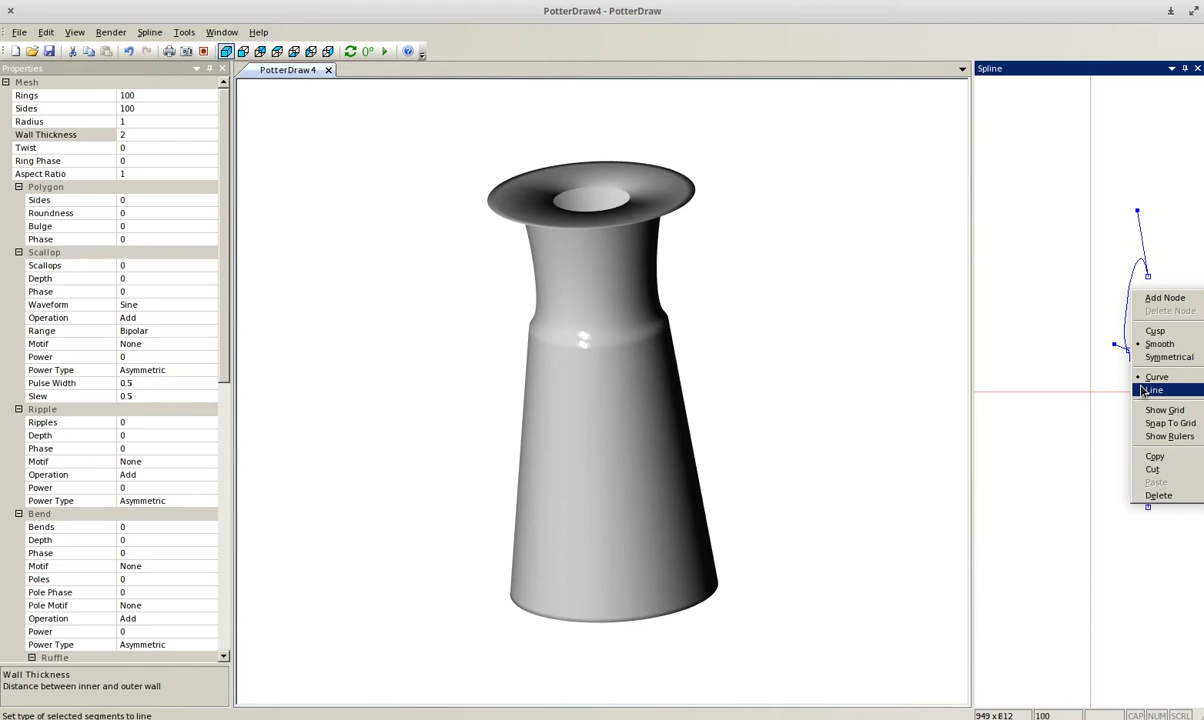 PotterDraw4 - PotterDraw
File Edit View Render Spline Tools Window Help
0°
Properties
PotterDraw4
Spline
Mesh
Rings 100
Sides 100
Radius 1
Wall Thickness 2
Twist 0
Ring Phase 0
Aspect Ratio 1
Polygon
Sides 0
Roundness 0
Bulge 0
Phase 0
Scallop
Scallops 0
Depth 0
Phase 0
Waveform Sine
Operation Add
Range Bipolar
Motif None
Power 0
Power Type Asymmetric
Pulse Width 0.5
Slew 0.5
Ripple
Ripples 0
Depth 0
Phase 0
Motif None
Operation Add
Power 0
Power Type Asymmetric
Bend
Bends 0
Depth 0
Phase 0
Motif None
Poles 0
Pole Phase 0
Pole Motif None
Operation Add
Power 0
Power Type Asymmetric
Ruffle
Wall Thickness
Distance between inner and outer wall
Add Node
Delete Node
Cusp
Smooth
Symmetrical
Curve
Line
Show Grid
Snap To Grid
Show Rulers
Copy
Cut
Paste
Delete
Set type of selected segments to line
949 x 812 100 CAP NUM SCRL